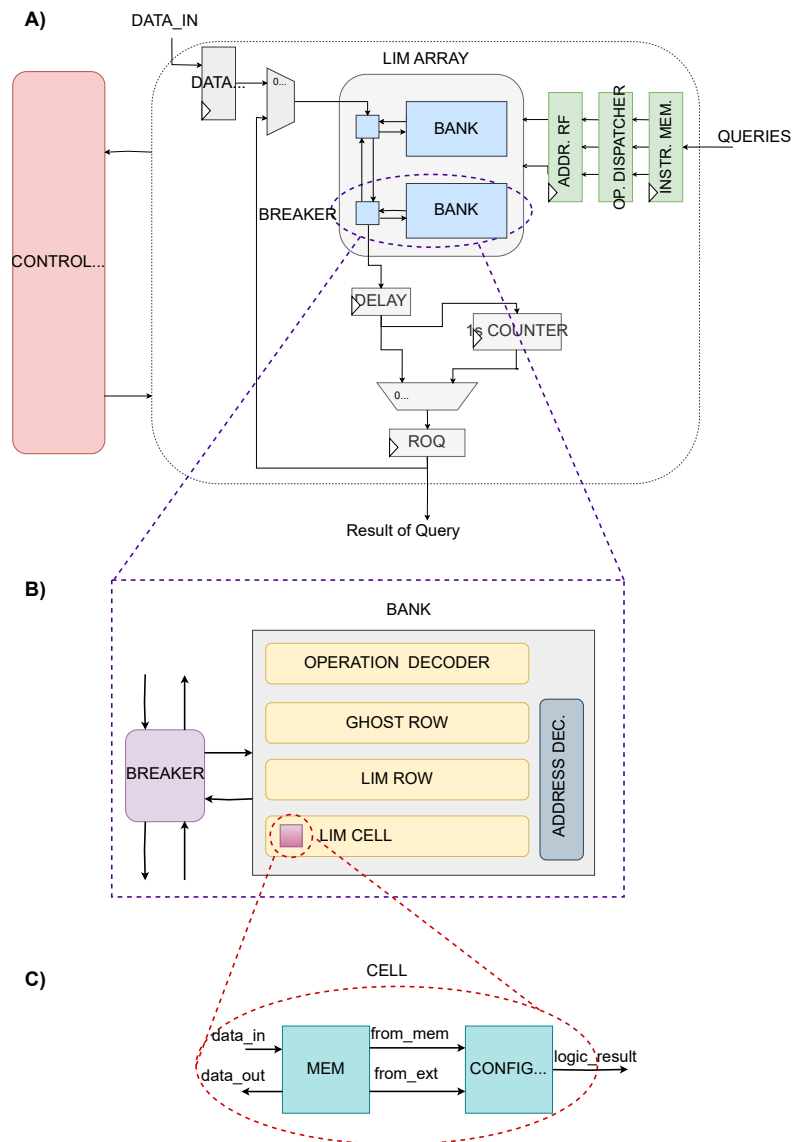 A)
DATA_IN
LIM ARRAY
DATA...
0...
BANK
ADDR. RF
OP. DISPATCHER
INSTR. MEM.
QUERIES
BREAKER
BANK
CONTROL...
DELAY
1s COUNTER
0...
ROQ
Result of Query
B)
BANK
OPERATION DECODER
GHOST ROW
BREAKER
LIM ROW
ADDRESS DEC.
LIM CELL
C)
CELL
data_in
from_mem
MEM
CONFIG...
logic_result
data_out
from_ext